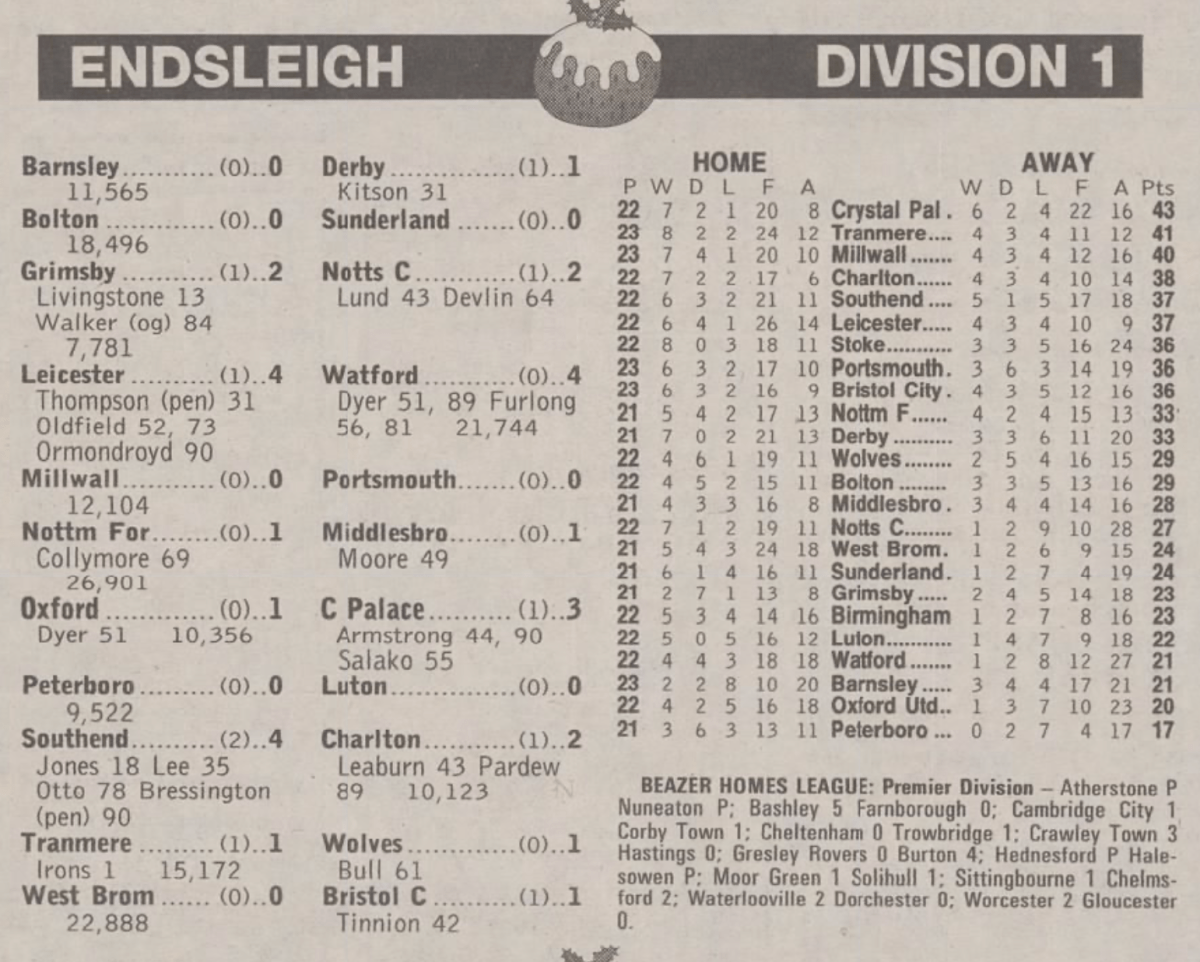 ENDSLEIGH DIVISION 1
Barnsley...........(0)..0 Derby............(1)..1
11,565 Kitson 31
Bolton ............(0)..0 Sunderland .......(0)..0
18,496
Grimsby ..........(1)..2 Notts C...........(1)..2
Livingstone 13 Lund 43 Devlin 64
Walker (og) 84
7,781
Leicester ..........(1)..4 Watford ..........(0)..4
Thompson (pen) 31 Dyer 51, 89 Furlong
Oldfield 52, 73 56, 81 21,744
Ormondroyd 90
Millwall...........(0)..0 Portsmouth.......(0)..0
12,104
Nottm For........(0)..1 Middlesbro.......(0)..1
Collymore 69 Moore 49
26,901
Oxford ............(0)..1 C Palace ..........(1)..3
Dyer 51 10,356 Armstrong 44, 90
Salako 55
Peterboro .........(0)..0 Luton..............(0)..0
9,522
Southend..........(2)..4 Charlton...........(1)..2
Jones 18 Lee 35 Leaburn 43 Pardew
Otto 78 Bressington 89 10,123
(pen) 90
Tranmere .........(1)..1 Wolves ............(0)..1
Irons 1 15,172 Bull 61
West Brom ......(0)..0 Bristol C ..........(1)..1
22,888 Tinnion 42
HOME AWAY
P W D L F A W D L F A Pts
22 7 2 1 20 8 Crystal Pal . 6 2 4 22 16 43
23 8 2 2 24 12 Tranmere.... 4 3 4 11 12 41
23 7 4 1 20 10 Millwall ....... 4 3 4 12 16 40
22 7 2 2 17 6 Charlton...... 4 3 4 10 14 38
22 6 3 2 21 11 Southend .... 5 1 5 17 18 37
22 6 4 1 26 14 Leicester..... 4 3 4 10 9 37
22 8 0 3 18 11 Stoke........... 3 3 5 16 24 36
23 6 3 2 17 10 Portsmouth. 3 6 3 14 19 36
23 6 3 2 16 9 Bristol City. 4 3 5 12 16 36
21 5 4 2 17 13 Nottm F...... 4 2 4 15 13 33
21 7 0 2 21 13 Derby .......... 3 3 6 11 20 33
22 4 6 1 19 11 Wolves......... 2 5 4 16 15 29
22 4 5 2 15 11 Bolton ........ 3 3 5 13 16 29
21 4 3 3 16 8 Middlesbro. 3 4 4 14 16 28
22 7 1 2 19 11 Notts C........ 1 2 9 10 28 27
21 5 4 3 24 18 West Brom. 1 2 6 9 15 24
21 6 1 4 16 11 Sunderland. 1 2 7 4 19 24
21 2 7 1 13 8 Grimsby ..... 2 4 5 14 18 23
22 5 3 4 14 16 Birmingham 1 2 7 8 16 23
22 5 0 5 16 12 Luton........... 1 4 7 9 18 22
22 4 4 3 18 18 Watford ....... 1 2 8 12 27 21
23 2 2 8 10 20 Barnsley ..... 3 4 4 17 21 21
22 4 2 5 16 18 Oxford Utd.. 1 3 7 10 23 20
21 3 6 3 13 11 Peterboro ... 0 2 7 4 17 17
BEAZER HOMES LEAGUE: Premier Division – Atherstone P
Nuneaton P; Bashley 5 Farnborough 0; Cambridge City 1
Corby Town 1; Cheltenham 0 Trowbridge 1; Crawley Town 3
Hastings 0; Gresley Rovers 0 Burton 4; Hednesford P Hale-
sowen P; Moor Green 1 Solihull 1; Sittingbourne 1 Chelms-
ford 2; Waterlooville 2 Dorchester 0; Worcester 2 Gloucester
0.